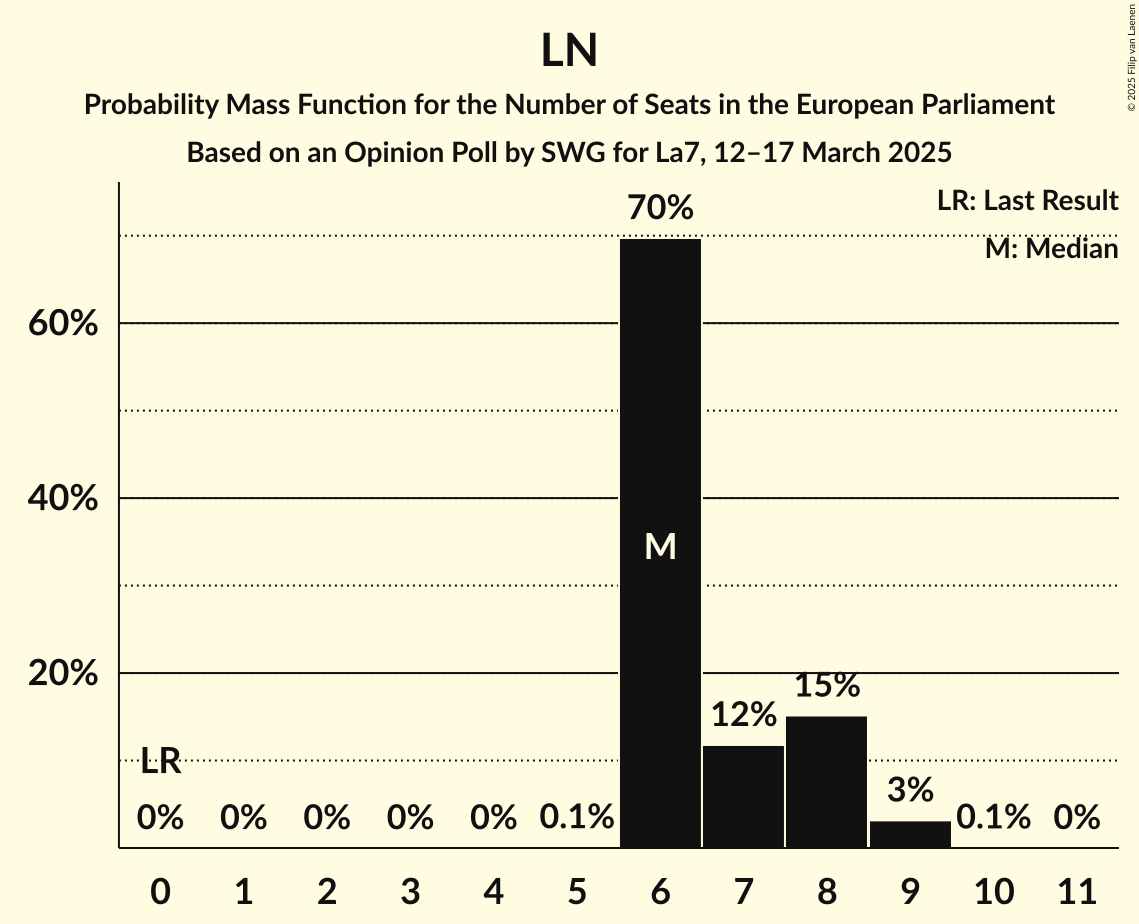 LN
Probability Mass Function for the Number of Seats in the European Parliament
Based on an Opinion Poll by SWG for La7, 12–17 March 2025
© 2025 Filip van Laenen
LR: Last Result
M: Median
70%
60%
40%
M
20%
15%
12%
LR
3%
0% 0% 0% 0% 0% 0.1% 0.1% 0%
0 1 2 3 4 5 6 7 8 9 10 11